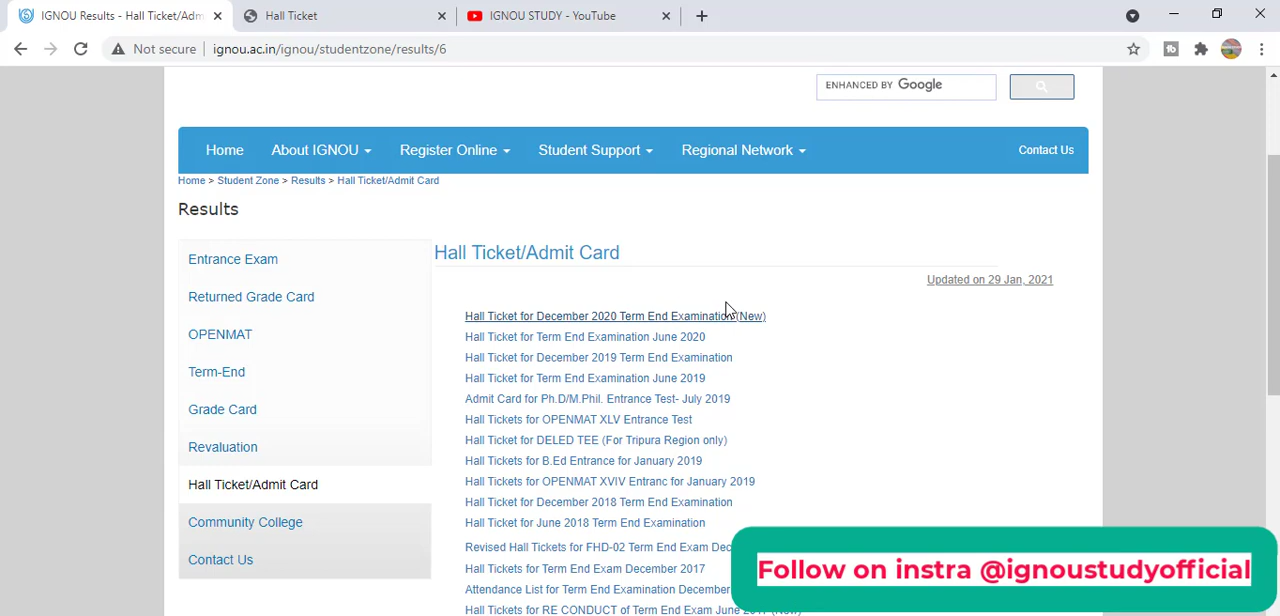 IGNOU Results - Hall Ticket/Adm
Hall Ticket
IGNOU STUDY - YouTube
Not secure
ignou.ac.in/ignou/studentzone/results/6
ENHANCED BY Google
Home
About IGNOU
Register Online
Student Support
Regional Network
Contact Us
Home > Student Zone > Results > Hall Ticket/Admit Card
Results
Entrance Exam
Returned Grade Card
OPENMAT
Term-End
Grade Card
Revaluation
Hall Ticket/Admit Card
Community College
Contact Us
Hall Ticket/Admit Card
Updated on 29 Jan, 2021
Hall Ticket for December 2020 Term End Examination (New)
Hall Ticket for Term End Examination June 2020
Hall Ticket for December 2019 Term End Examination
Hall Ticket for Term End Examination June 2019
Admit Card for Ph.D/M.Phil. Entrance Test- July 2019
Hall Tickets for OPENMAT XLV Entrance Test
Hall Ticket for DELED TEE (For Tripura Region only)
Hall Tickets for B.Ed Entrance for January 2019
Hall Tickets for OPENMAT XVIV Entranc for January 2019
Hall Ticket for December 2018 Term End Examination
Hall Ticket for June 2018 Term End Examination
Revised Hall Tickets for FHD-02 Term End Exam Dec
Hall Tickets for Term End Exam December 2017
Attendance List for Term End Examination December
Hall Tickets for RE CONDUCT of Term End Exam June
Follow on instra @ignoustudyofficial